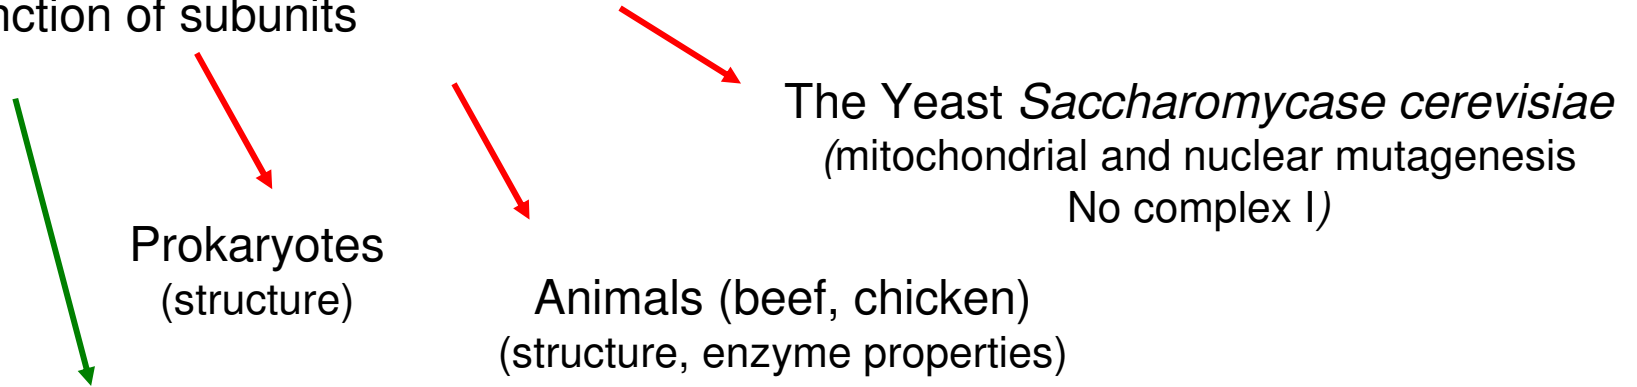 nction of subunits
The Yeast Saccharomycase cerevisiae
(mitochondrial and nuclear mutagenesis
No complex I)
Prokaryotes
(structure)
Animals (beef, chicken)
(structure, enzyme properties)